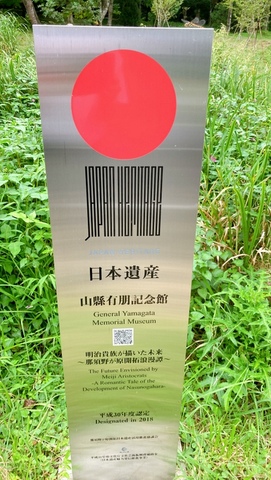 JAPAN HERITAGE
日本遺産
山縣有朋記念館
General Yamagata
Memorial Museum
明治貴族が描いた未来
～那須野が原開拓浪漫譚～
The Future Envisioned by
Meiji Aristocrats
-A Romantic Tale of the
Development of Nasunogahara-
平成30年度認定
Designated in 2018